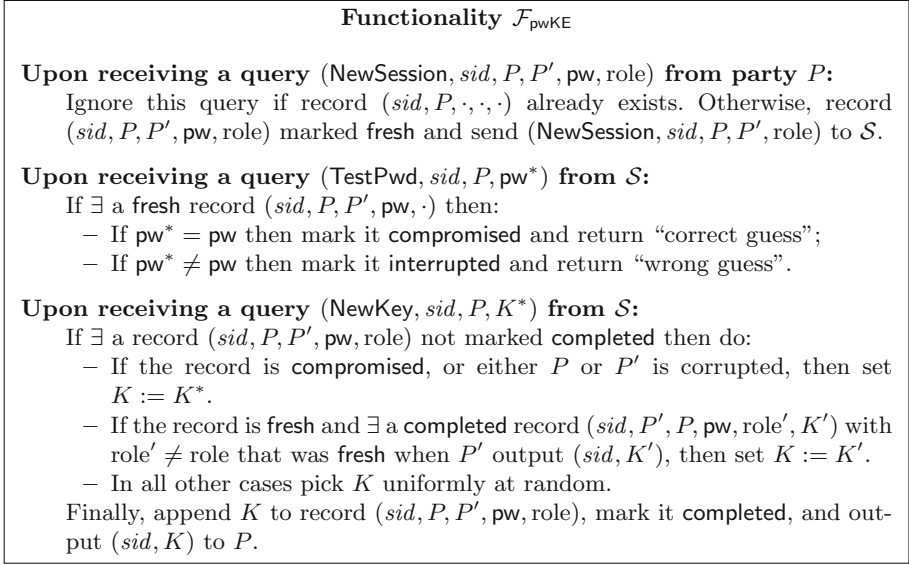 Functionality 𝓕pwKE
Upon receiving a query (NewSession, sid, P, P′, pw, role) from party P:
Ignore this query if record (sid, P, ·, ·, ·) already exists. Otherwise, record
(sid, P, P′, pw, role) marked fresh and send (NewSession, sid, P, P′, role) to 𝒮.
Upon receiving a query (TestPwd, sid, P, pw*) from 𝒮:
If ∃ a fresh record (sid, P, P′, pw, ·) then:
– If pw* = pw then mark it compromised and return “correct guess”;
– If pw* ≠ pw then mark it interrupted and return “wrong guess”.
Upon receiving a query (NewKey, sid, P, K*) from 𝒮:
If ∃ a record (sid, P, P′, pw, role) not marked completed then do:
– If the record is compromised, or either P or P′ is corrupted, then set
K := K*.
– If the record is fresh and ∃ a completed record (sid, P′, P, pw, role′, K′) with
role′ ≠ role that was fresh when P′ output (sid, K′), then set K := K′.
– In all other cases pick K uniformly at random.
Finally, append K to record (sid, P, P′, pw, role), mark it completed, and out-
put (sid, K) to P.